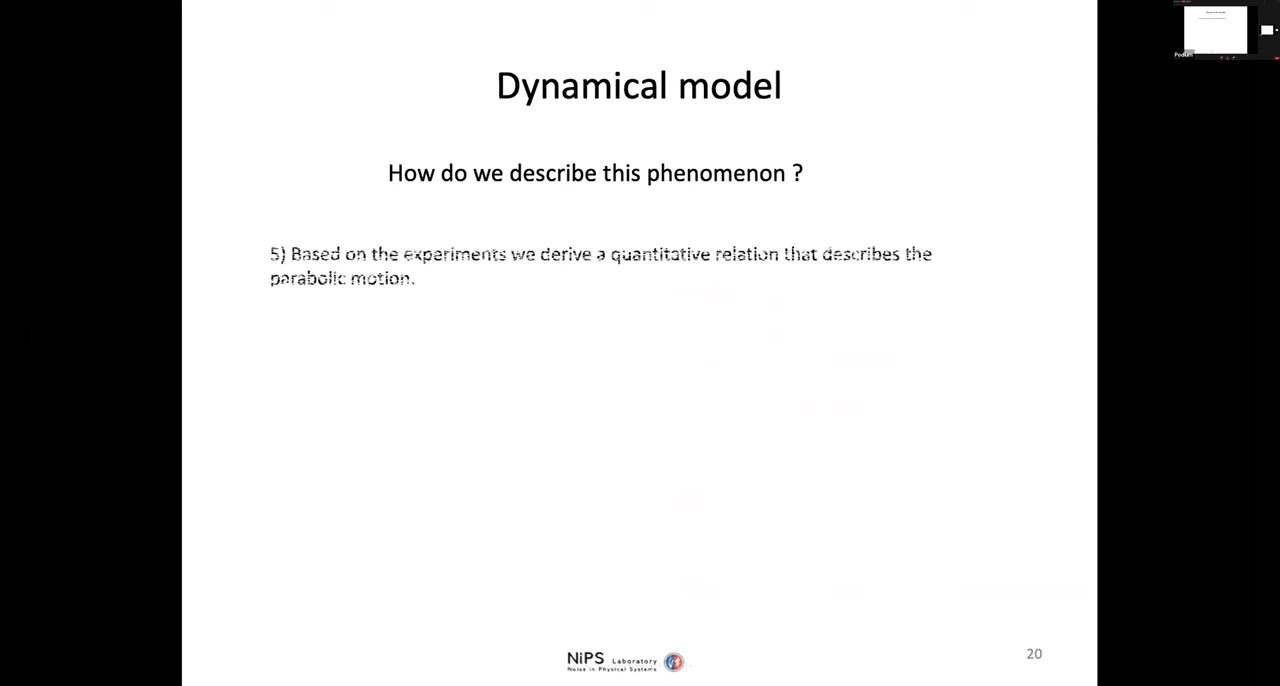 Podium
Dynamical model
How do we describe this phenomenon ?
5) Based on the experiments we derive a quantitative relation that describes the
parabolic motion.
NiPS Laboratory
Noise in Physical Systems
20